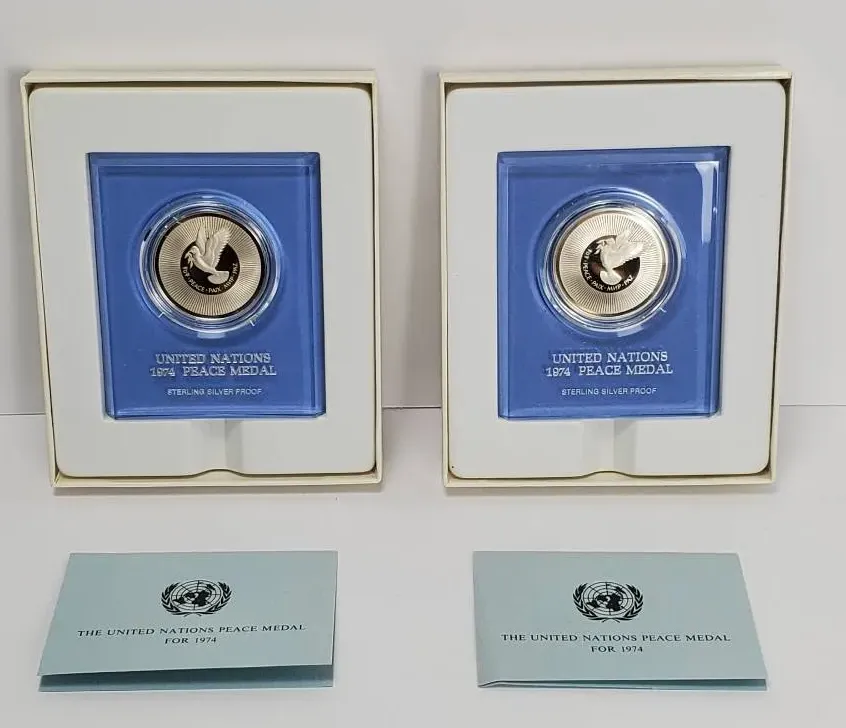 PEACE · PAIX · МИР · PAZ
UNITED NATIONS
1974 PEACE MEDAL
STERLING SILVER PROOF
PEACE · PAIX · МИР · PAZ
UNITED NATIONS
1974 PEACE MEDAL
STERLING SILVER PROOF
THE UNITED NATIONS PEACE MEDAL
FOR 1974
THE UNITED NATIONS PEACE MEDAL
FOR 1974